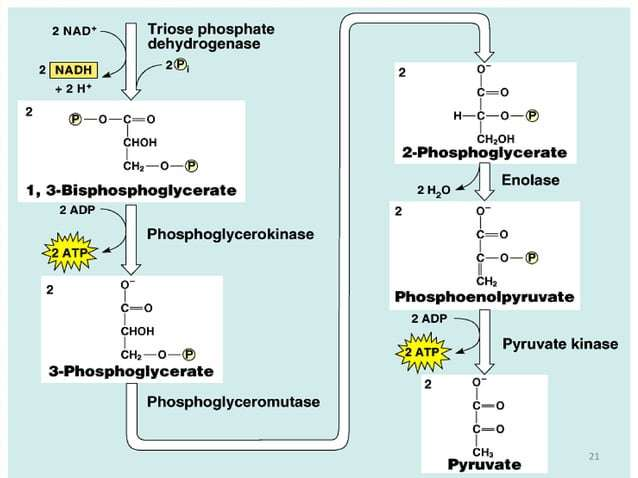 2 NAD⁺
Triose phosphate
dehydrogenase
2 NADH
+ 2 H⁺
2 Pᵢ
2
P—O—C=O
CHOH
CH₂—O—P
1, 3-Bisphosphoglycerate
2 ADP
Phosphoglycerokinase
2 ATP
2
O⁻
C=O
CHOH
CH₂—O—P
3-Phosphoglycerate
Phosphoglyceromutase
2
O⁻
C=O
H—C—O—P
CH₂OH
2-Phosphoglycerate
Enolase
2 H₂O
2
O⁻
C=O
C—O—P
CH₂
Phosphoenolpyruvate
2 ADP
Pyruvate kinase
2 ATP
2
O⁻
C=O
C=O
CH₃
Pyruvate
21